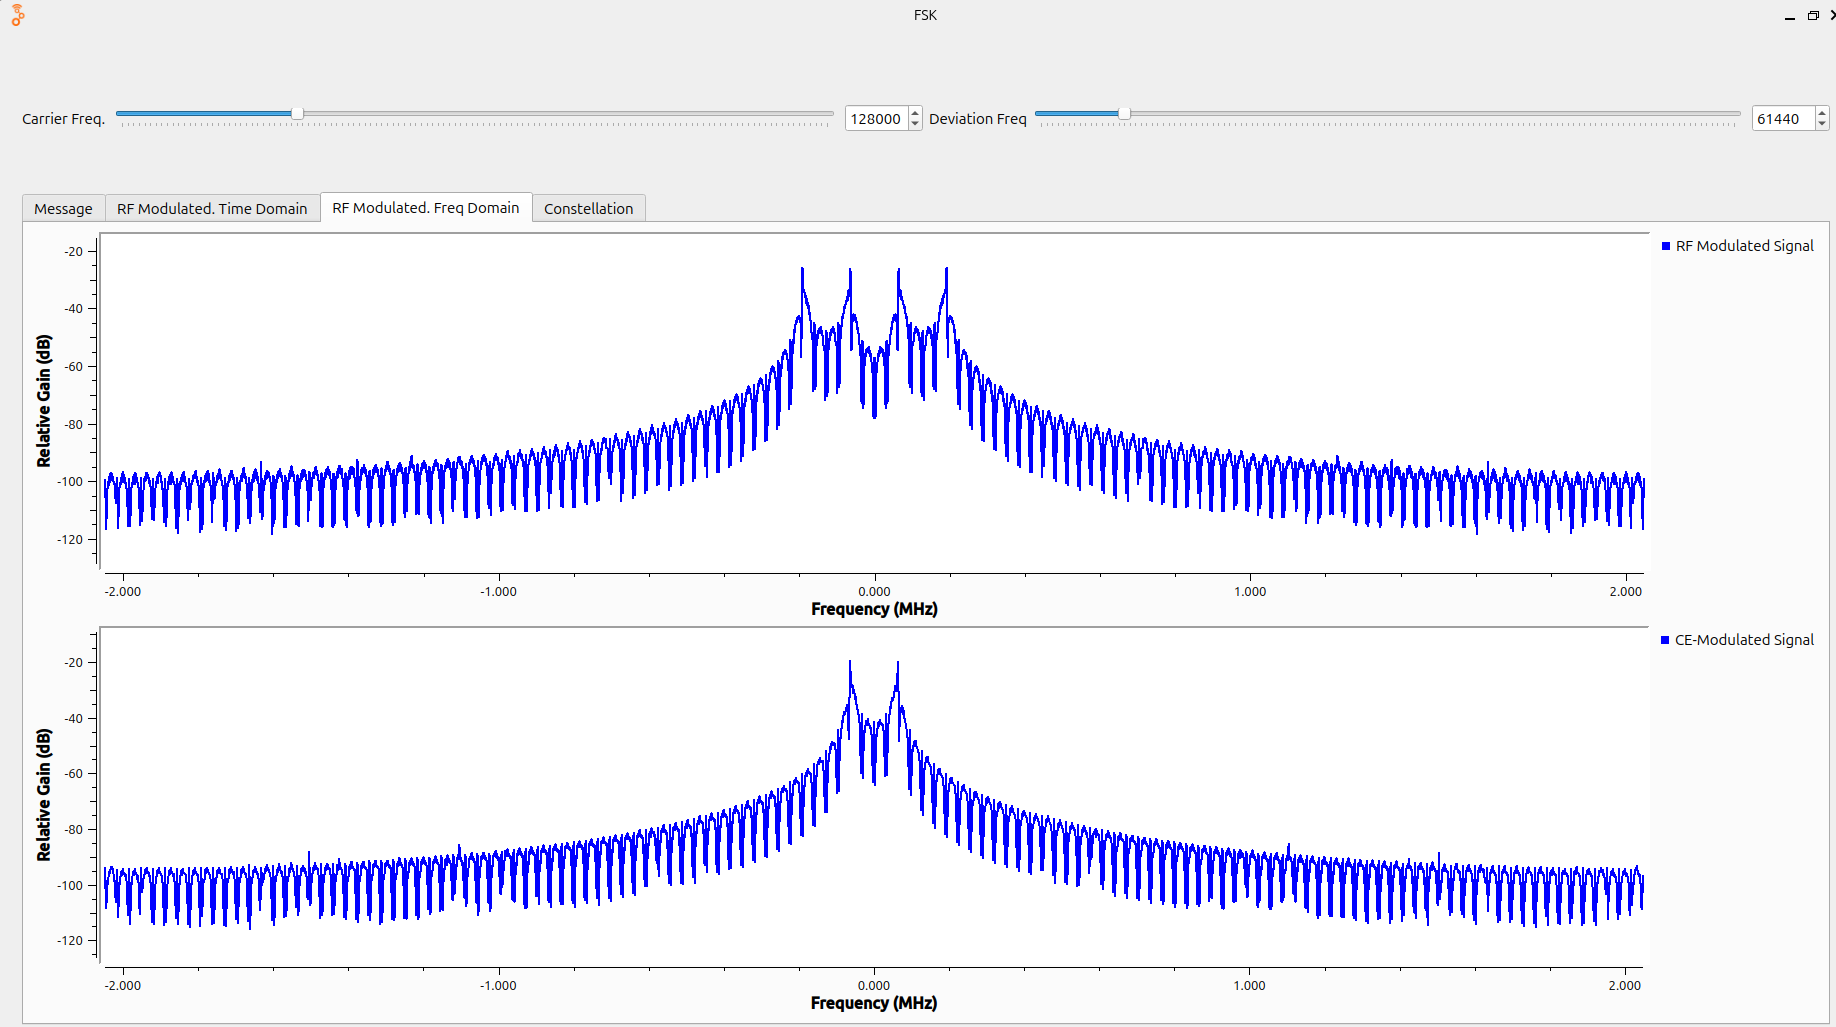 FSK
Carrier Freq. 128000 Deviation Freq 61440
Message RF Modulated. Time Domain RF Modulated. Freq Domain Constellation
RF Modulated Signal
Relative Gain (dB)
-20
-40
-60
-80
-100
-120
-2.000 -1.000 0.000 1.000 2.000
Frequency (MHz)
CE-Modulated Signal
Relative Gain (dB)
-20
-40
-60
-80
-100
-120
-2.000 -1.000 0.000 1.000 2.000
Frequency (MHz)